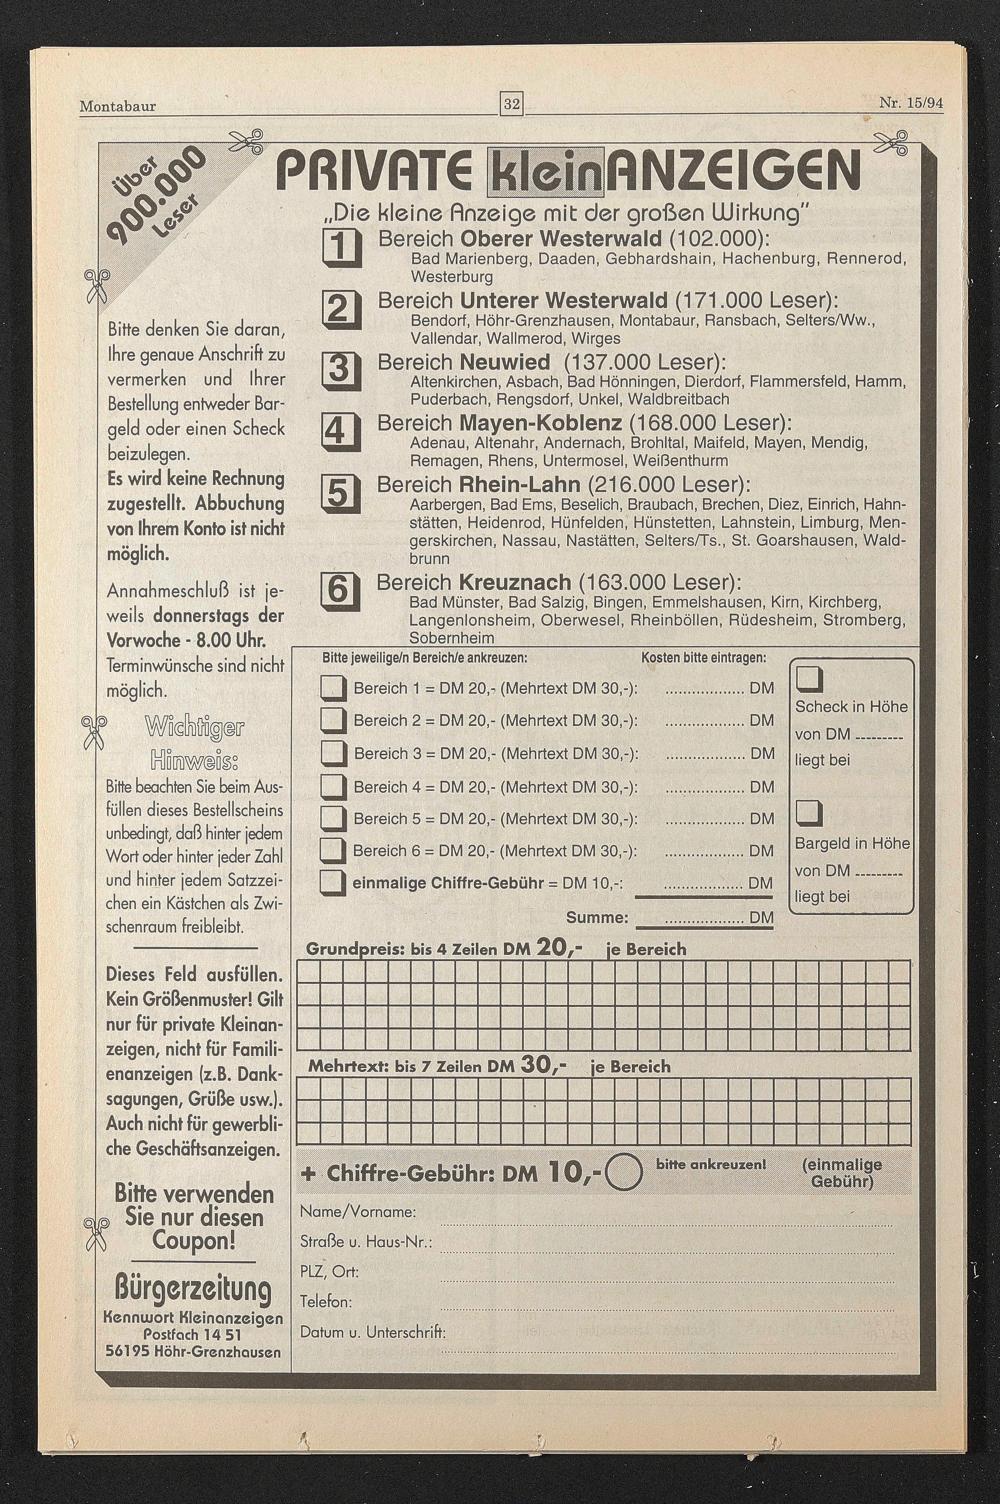 Montabaur
32
Nr. 15/94
Über
900.000
Leser
PRIVATE kleinANZEIGEN
„Die kleine Anzeige mit der großen Wirkung"
1 Bereich Oberer Westerwald (102.000):
Bad Marienberg, Daaden, Gebhardshain, Hachenburg, Rennerod,
Westerburg
2 Bereich Unterer Westerwald (171.000 Leser):
Bendorf, Höhr-Grenzhausen, Montabaur, Ransbach, Selters/Ww.,
Vallendar, Wallmerod, Wirges
3 Bereich Neuwied (137.000 Leser):
Altenkirchen, Asbach, Bad Hönningen, Dierdorf, Flammersfeld, Hamm,
Puderbach, Rengsdorf, Unkel, Waldbreitbach
4 Bereich Mayen-Koblenz (168.000 Leser):
Adenau, Altenahr, Andernach, Brohltal, Maifeld, Mayen, Mendig,
Remagen, Rhens, Untermosel, Weißenthurm
5 Bereich Rhein-Lahn (216.000 Leser):
Aarbergen, Bad Ems, Beselich, Braubach, Brechen, Diez, Einrich, Hahn-
stätten, Heidenrod, Hünfelden, Hünstetten, Lahnstein, Limburg, Men-
gerskirchen, Nassau, Nastätten, Selters/Ts., St. Goarshausen, Wald-
brunn
6 Bereich Kreuznach (163.000 Leser):
Bad Münster, Bad Salzig, Bingen, Emmelshausen, Kirn, Kirchberg,
Langenlonsheim, Oberwesel, Rheinböllen, Rüdesheim, Stromberg,
Sobernheim
Bitte denken Sie daran,
Ihre genaue Anschrift zu
vermerken und Ihrer
Bestellung entweder Bar-
geld oder einen Scheck
beizulegen.
Es wird keine Rechnung
zugestellt. Abbuchung
von Ihrem Konto ist nicht
möglich.
Annahmeschluß ist je-
weils donnerstags der
Vorwoche - 8.00 Uhr.
Terminwünsche sind nicht
möglich.
Wichtiger
Hinweis:
Bitte beachten Sie beim Aus-
füllen dieses Bestellscheins
unbedingt, daß hinter jedem
Wort oder hinter jeder Zahl
und hinter jedem Satzzei-
chen ein Kästchen als Zwi-
schenraum freibleibt.
Dieses Feld ausfüllen.
Kein Größenmuster! Gilt
nur für private Kleinan-
zeigen, nicht für Famili-
enanzeigen (z.B. Dank-
sagungen, Grüße usw.).
Auch nicht für gewerbli-
che Geschäftsanzeigen.
Bitte verwenden
Sie nur diesen
Coupon!
Bürgerzeitung
Kennwort Kleinanzeigen
Postfach 14 51
56195 Höhr-Grenzhausen
Bitte jeweilige/n Bereich/e ankreuzen: Kosten bitte eintragen:
Bereich 1 = DM 20,- (Mehrtext DM 30,-): ................. DM
Bereich 2 = DM 20,- (Mehrtext DM 30,-): ................. DM
Bereich 3 = DM 20,- (Mehrtext DM 30,-): ................. DM
Bereich 4 = DM 20,- (Mehrtext DM 30,-): ................. DM
Bereich 5 = DM 20,- (Mehrtext DM 30,-): ................. DM
Bereich 6 = DM 20,- (Mehrtext DM 30,-): ................. DM
einmalige Chiffre-Gebühr = DM 10,-: ................. DM
Summe: ................. DM
Scheck in Höhe
von DM ---------
liegt bei
Bargeld in Höhe
von DM ---------
liegt bei
Grundpreis: bis 4 Zeilen DM 20,- je Bereich
Mehrtext: bis 7 Zeilen DM 30,- je Bereich
+ Chiffre-Gebühr: DM 10,- bitte ankreuzen! (einmalige
Gebühr)
Name/Vorname:
Straße u. Haus-Nr.:
PLZ, Ort:
Telefon:
Datum u. Unterschrift: